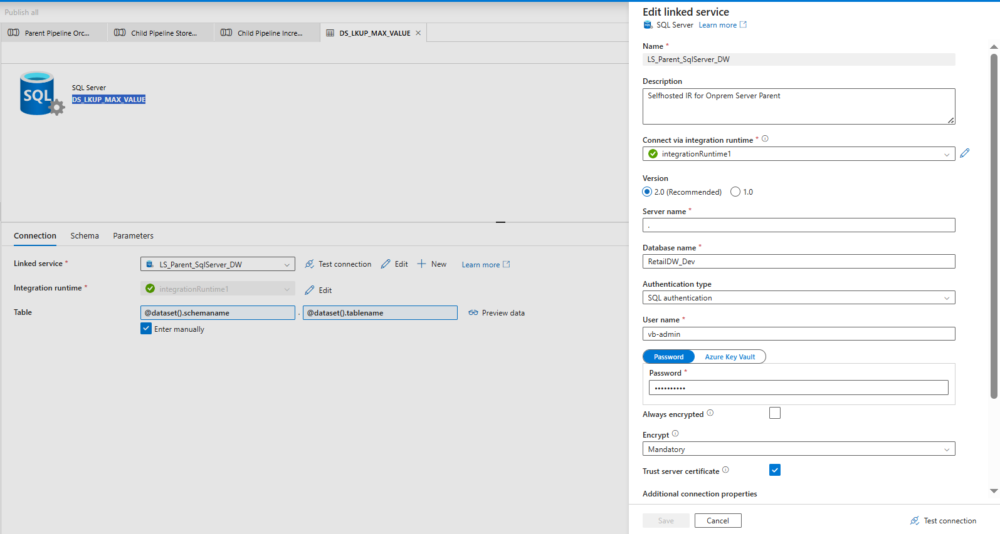 Publish all
Parent Pipeline Orc...
Child Pipeline Store...
Child Pipeline Incre...
DS_LKUP_MAX_VALUE
SQL
SQL Server
DS_LKUP_MAX_VALUE
Connection
Schema
Parameters
Linked service *
LS_Parent_SqlServer_DW
Test connection
Edit
New
Learn more
Integration runtime *
integrationRuntime1
Edit
Table
@dataset().schemaname
.
@dataset().tablename
Preview data
Enter manually
Edit linked service
SQL Server Learn more
Name *
LS_Parent_SqlServer_DW
Description
Selfhosted IR for Onprem Server Parent
Connect via integration runtime *
integrationRuntime1
Version
2.0 (Recommended) 1.0
Server name *
.
Database name *
RetailDW_Dev
Authentication type
SQL authentication
User name *
vb-admin
Password Azure Key Vault
Password *
••••••••••
Always encrypted
Encrypt
Mandatory
Trust server certificate
Additional connection properties
Save Cancel Test connection